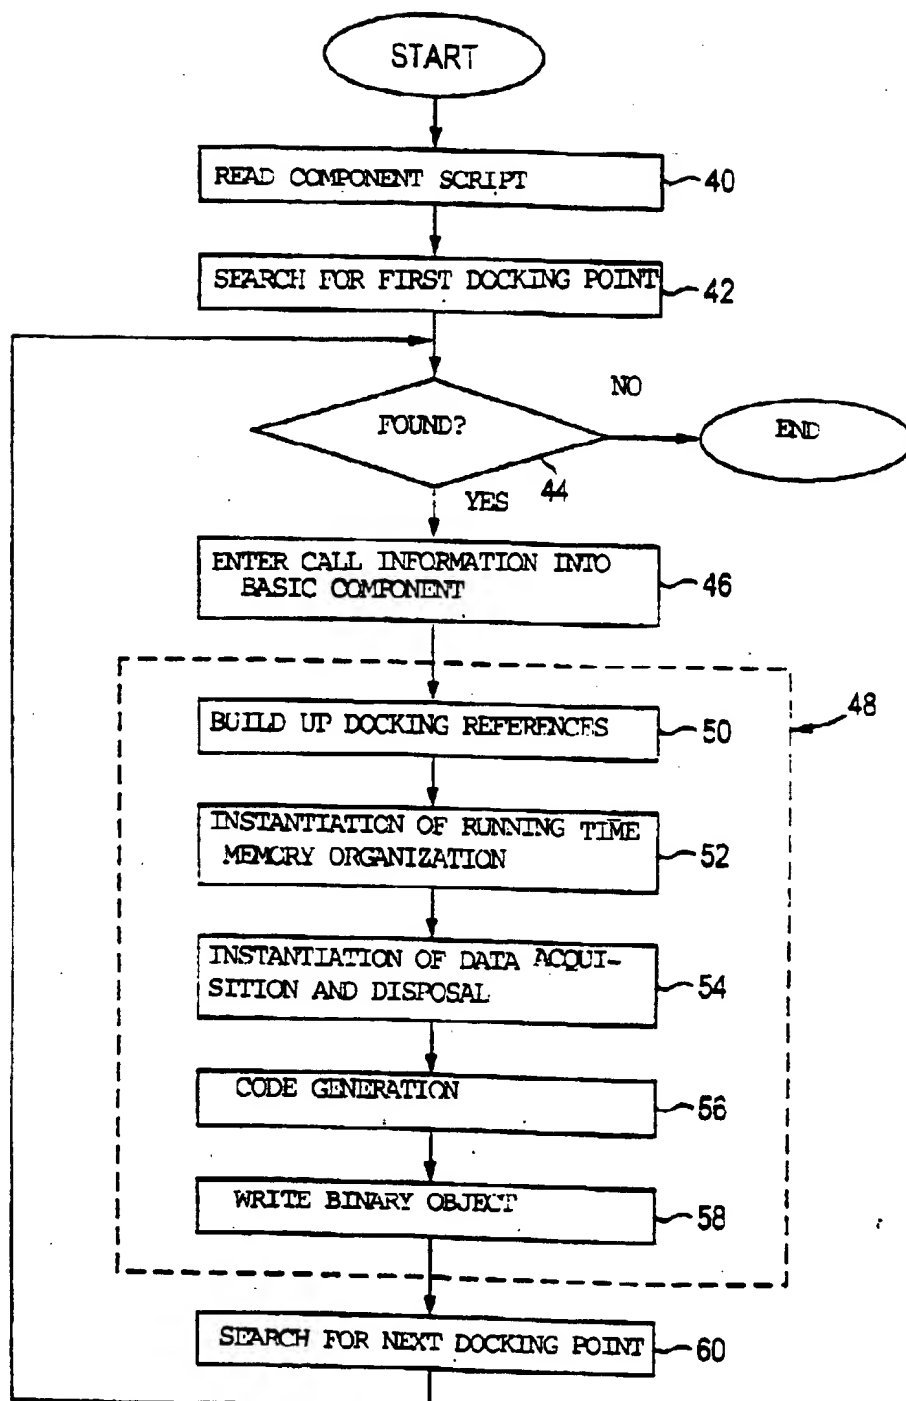 START
READ COMPONENT SCRIPT
40
SEARCH FOR FIRST DOCKING POINT
42
FOUND?
NO
END
44
YES
ENTER CALL INFORMATION INTO
BASIC COMPONENT
46
48
BUILD UP DOCKING REFERENCES
50
INSTANTIATION OF RUNNING TIME
MEMORY ORGANIZATION
52
INSTANTIATION OF DATA ACQUI-
SITION AND DISPOSAL
54
CODE GENERATION
56
WRITE BINARY OBJECT
58
SEARCH FOR NEXT DOCKING POINT
60